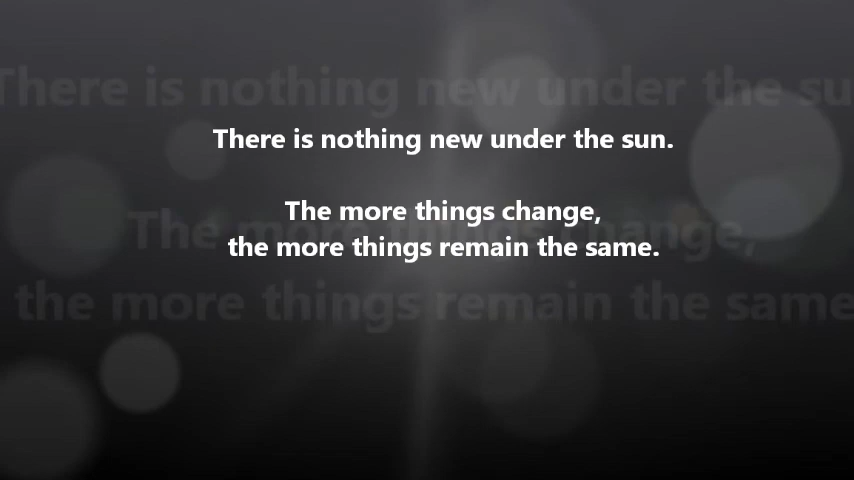 There is nothing new under the sun.
The more things change,
the more things remain the same.